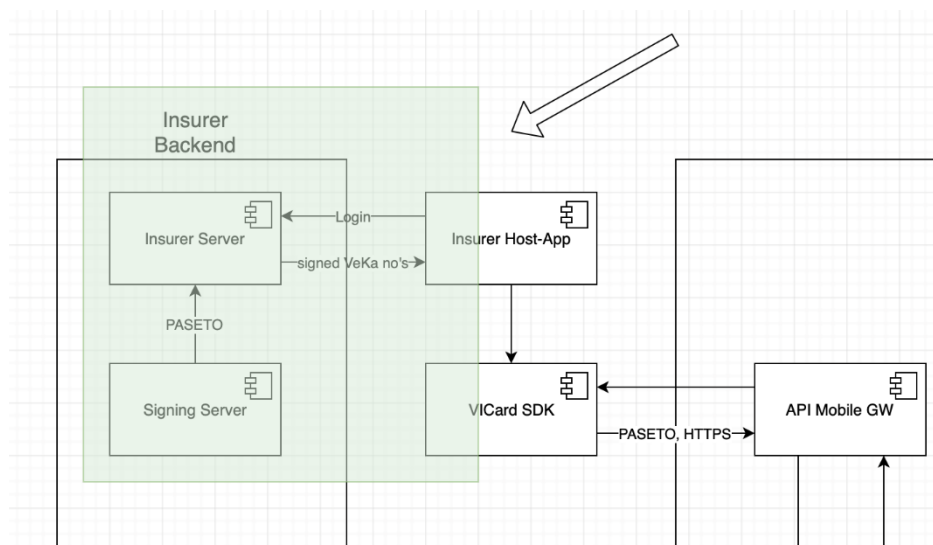 Insurer
Backend
Insurer Server
Login
Insurer Host-App
signed VeKa no's
PASETO
Signing Server
VICard SDK
PASETO, HTTPS
API Mobile GW